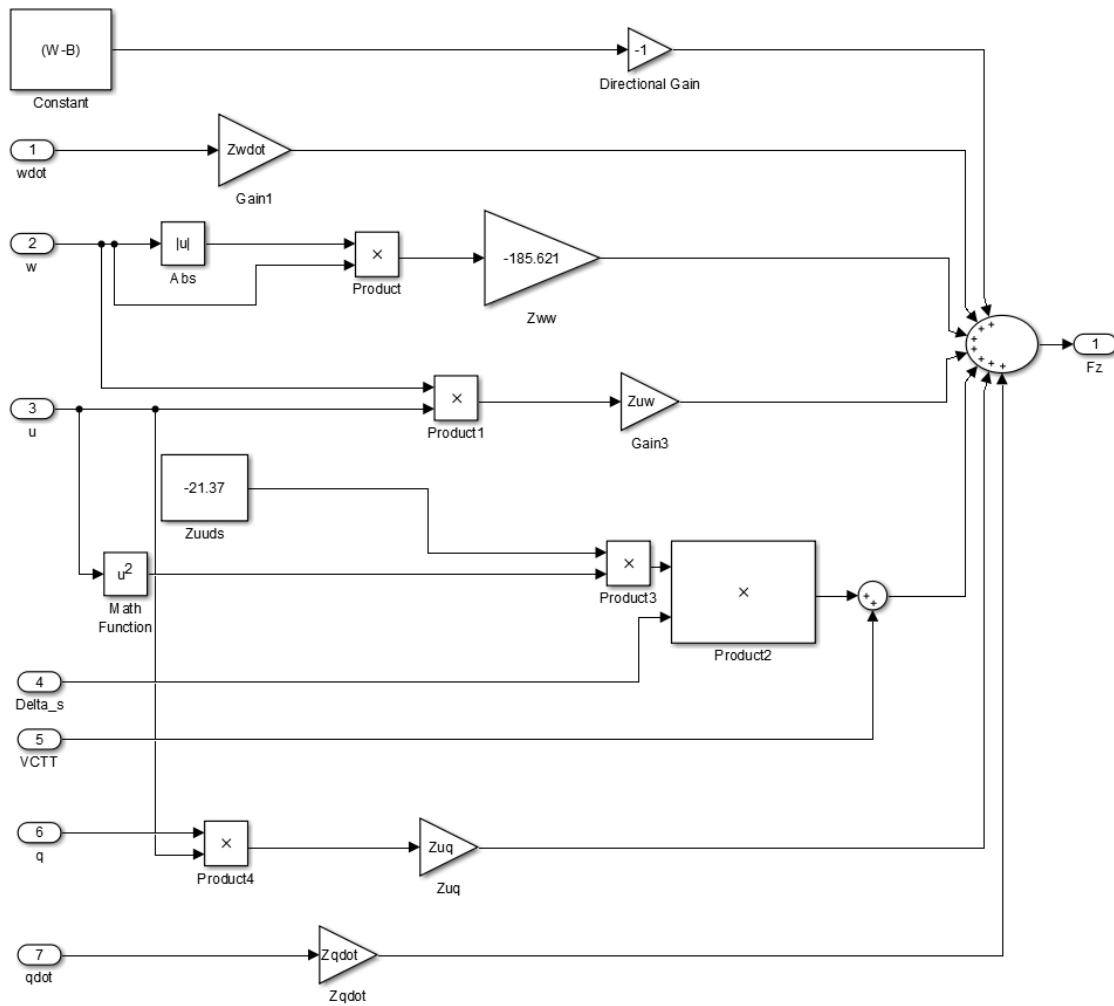 (W-B)
Constant
-1
Directional Gain
1
wdot
Zwdot
Gain1
2
w
|u|
Abs
×
Product
-185.621
Zww
+
+
+
+
+
+
+
1
Fz
3
u
×
Product1
Zuw
Gain3
-21.37
Zuuds
u²
Math
Function
×
Product3
×
Product2
+
+
4
Delta_s
5
VCTT
6
q
×
Product4
Zuq
Zuq
7
qdot
Zqdot
Zqdot